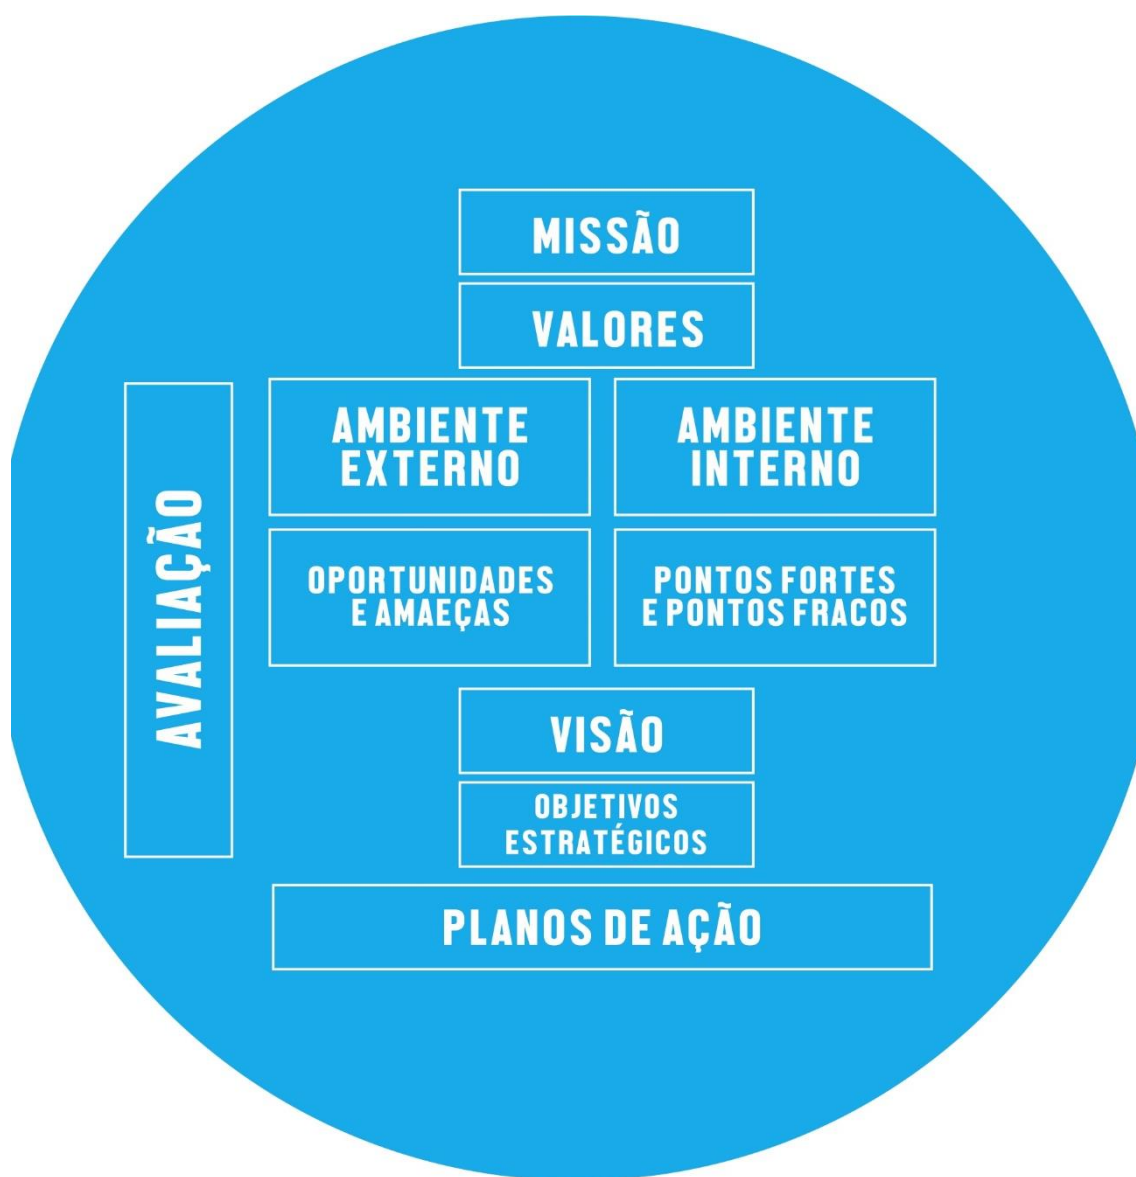 MISSÃO
VALORES
AMBIENTE
EXTERNO
AMBIENTE
INTERNO
AVALIAÇÃO
OPORTUNIDADES
E AMAEÇAS
PONTOS FORTES
E PONTOS FRACOS
VISÃO
OBJETIVOS
ESTRATÉGICOS
PLANOS DE AÇÃO